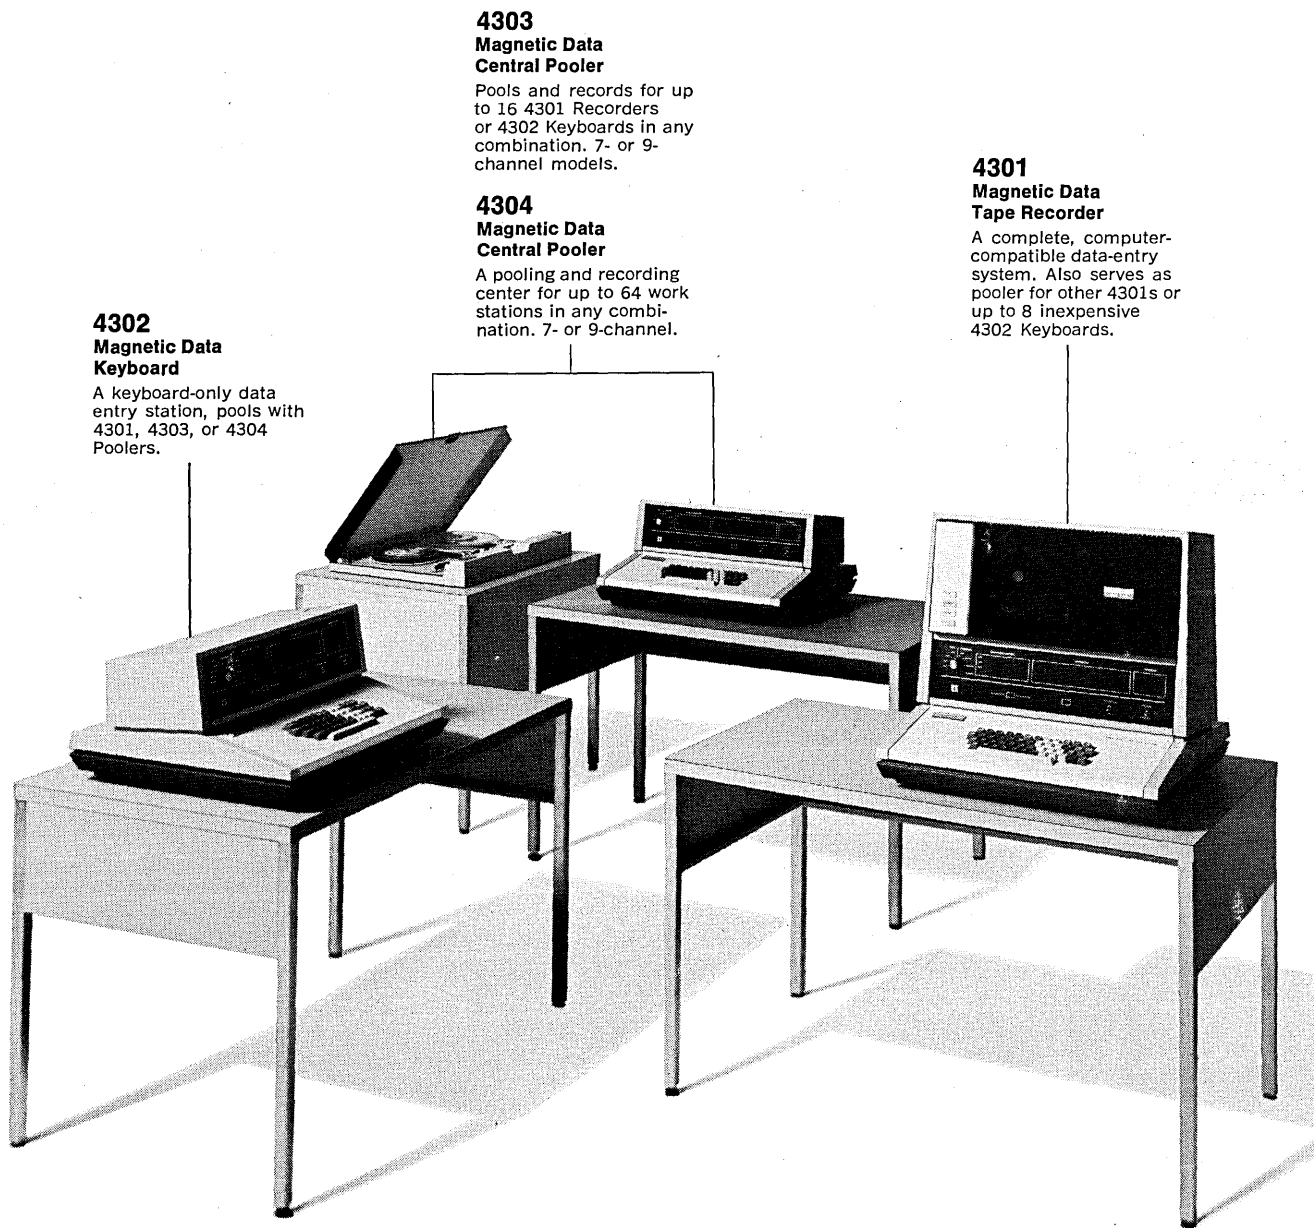 4303
Magnetic Data
Central Pooler
Pools and records for up
to 16 4301 Recorders
or 4302 Keyboards in any
combination. 7- or 9-
channel models.
4304
Magnetic Data
Central Pooler
A pooling and recording
center for up to 64 work
stations in any combi-
nation. 7- or 9-channel.
4301
Magnetic Data
Tape Recorder
A complete, computer-
compatible data-entry
system. Also serves as
pooler for other 4301s or
up to 8 inexpensive
4302 Keyboards.
4302
Magnetic Data
Keyboard
A keyboard-only data
entry station, pools with
4301, 4303, or 4304
Poolers.